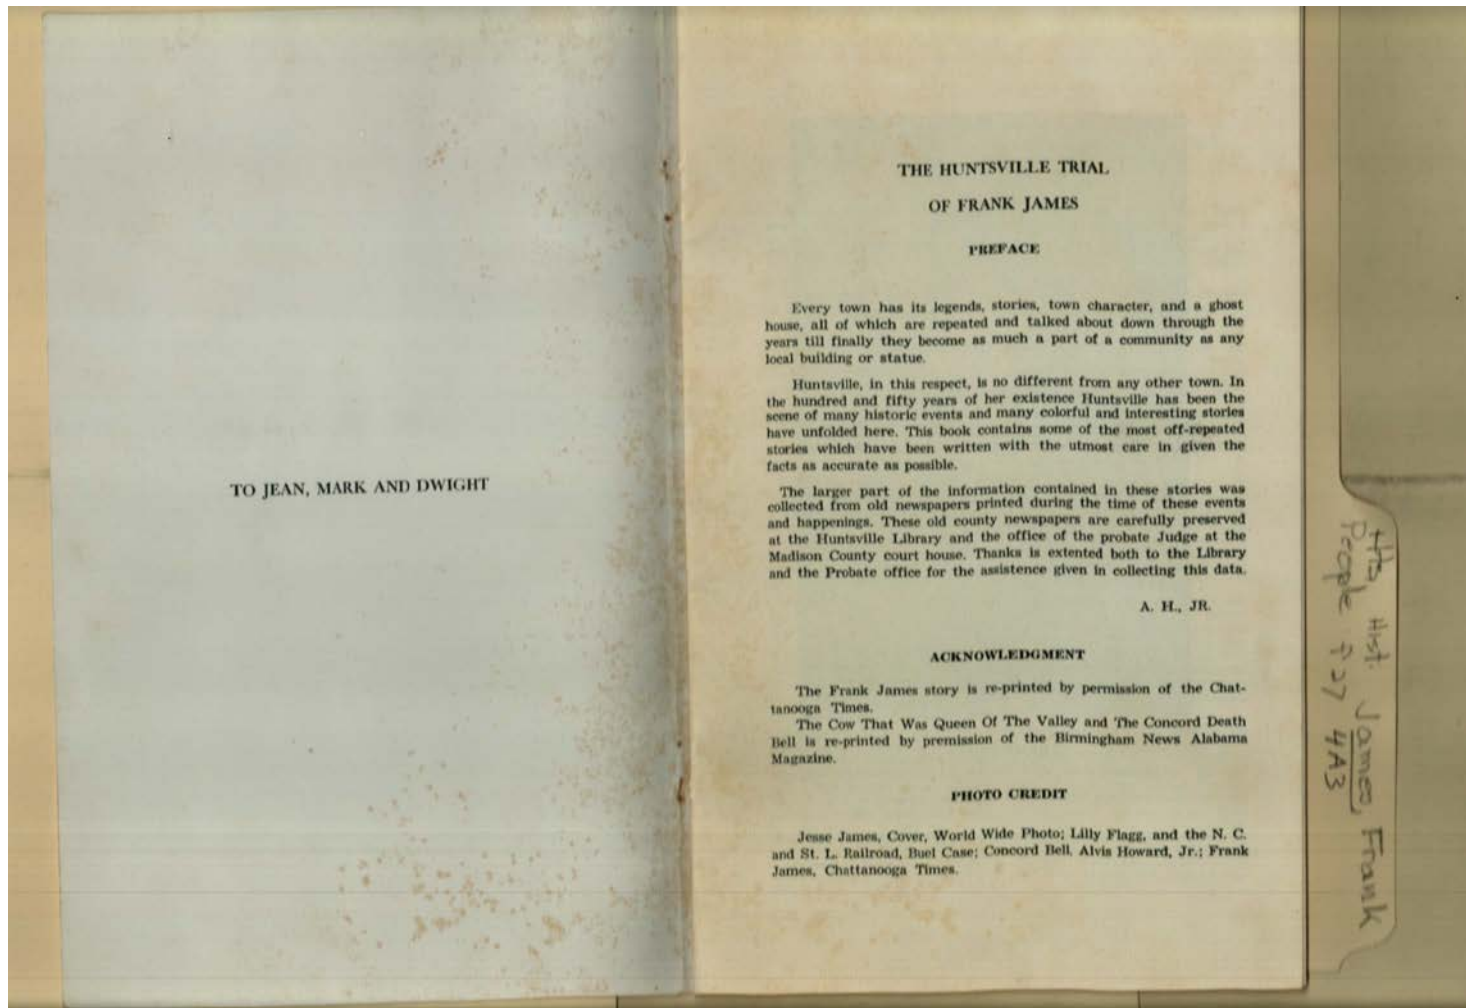 TO JEAN, MARK AND DWIGHT
THE HUNTSVILLE TRIAL
OF FRANK JAMES
PREFACE
Every town has its legends, stories, town character, and a ghost
house, all of which are repeated and talked about down through the
years till finally they become as much a part of a community as any
local building or statue.
Huntsville, in this respect, is no different from any other town. In
the hundred and fifty years of her existence Huntsville has been the
scene of many historic events and many colorful and interesting stories
have unfolded here. This book contains some of the most off-repeated
stories which have been written with the utmost care in given the
facts as accurate as possible.
The larger part of the information contained in these stories was
collected from old newspapers printed during the time of these events
and happenings. These old county newspapers are carefully preserved
at the Huntsville Library and the office of the probate Judge at the
Madison County court house. Thanks is extented both to the Library
and the Probate office for the assistence given in collecting this data.
A. H., JR.
ACKNOWLEDGMENT
The Frank James story is re-printed by permission of the Chat-
tanooga Times.
The Cow That Was Queen Of The Valley and The Concord Death
Bell is re-printed by premission of the Birmingham News Alabama
Magazine.
PHOTO CREDIT
Jesse James, Cover, World Wide Photo; Lilly Flagg, and the N. C.
and St. L. Railroad, Buel Case; Concord Bell, Alvis Howard, Jr.; Frank
James, Chattanooga Times.
Hist. James, Frank
People 4A3